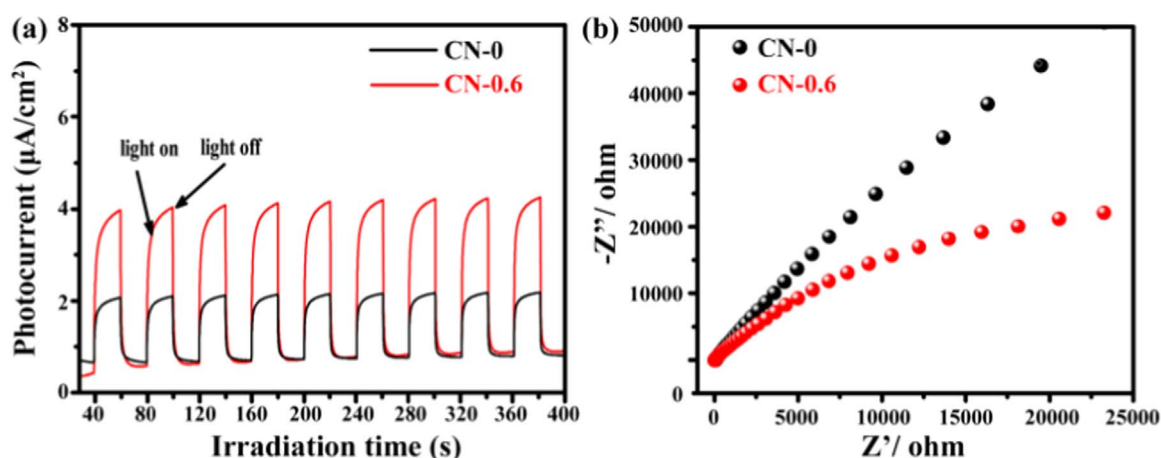 (a)
CN-0
CN-0.6
light on
light off
8
6
4
2
0
Photocurrent (μA/cm²)
40 80 120 160 200 240 280 320 360 400
Irradiation time (s)
(b)
CN-0
CN-0.6
50000
40000
30000
20000
10000
0
-Z’’/ ohm
0 5000 10000 15000 20000 25000
Z’/ ohm